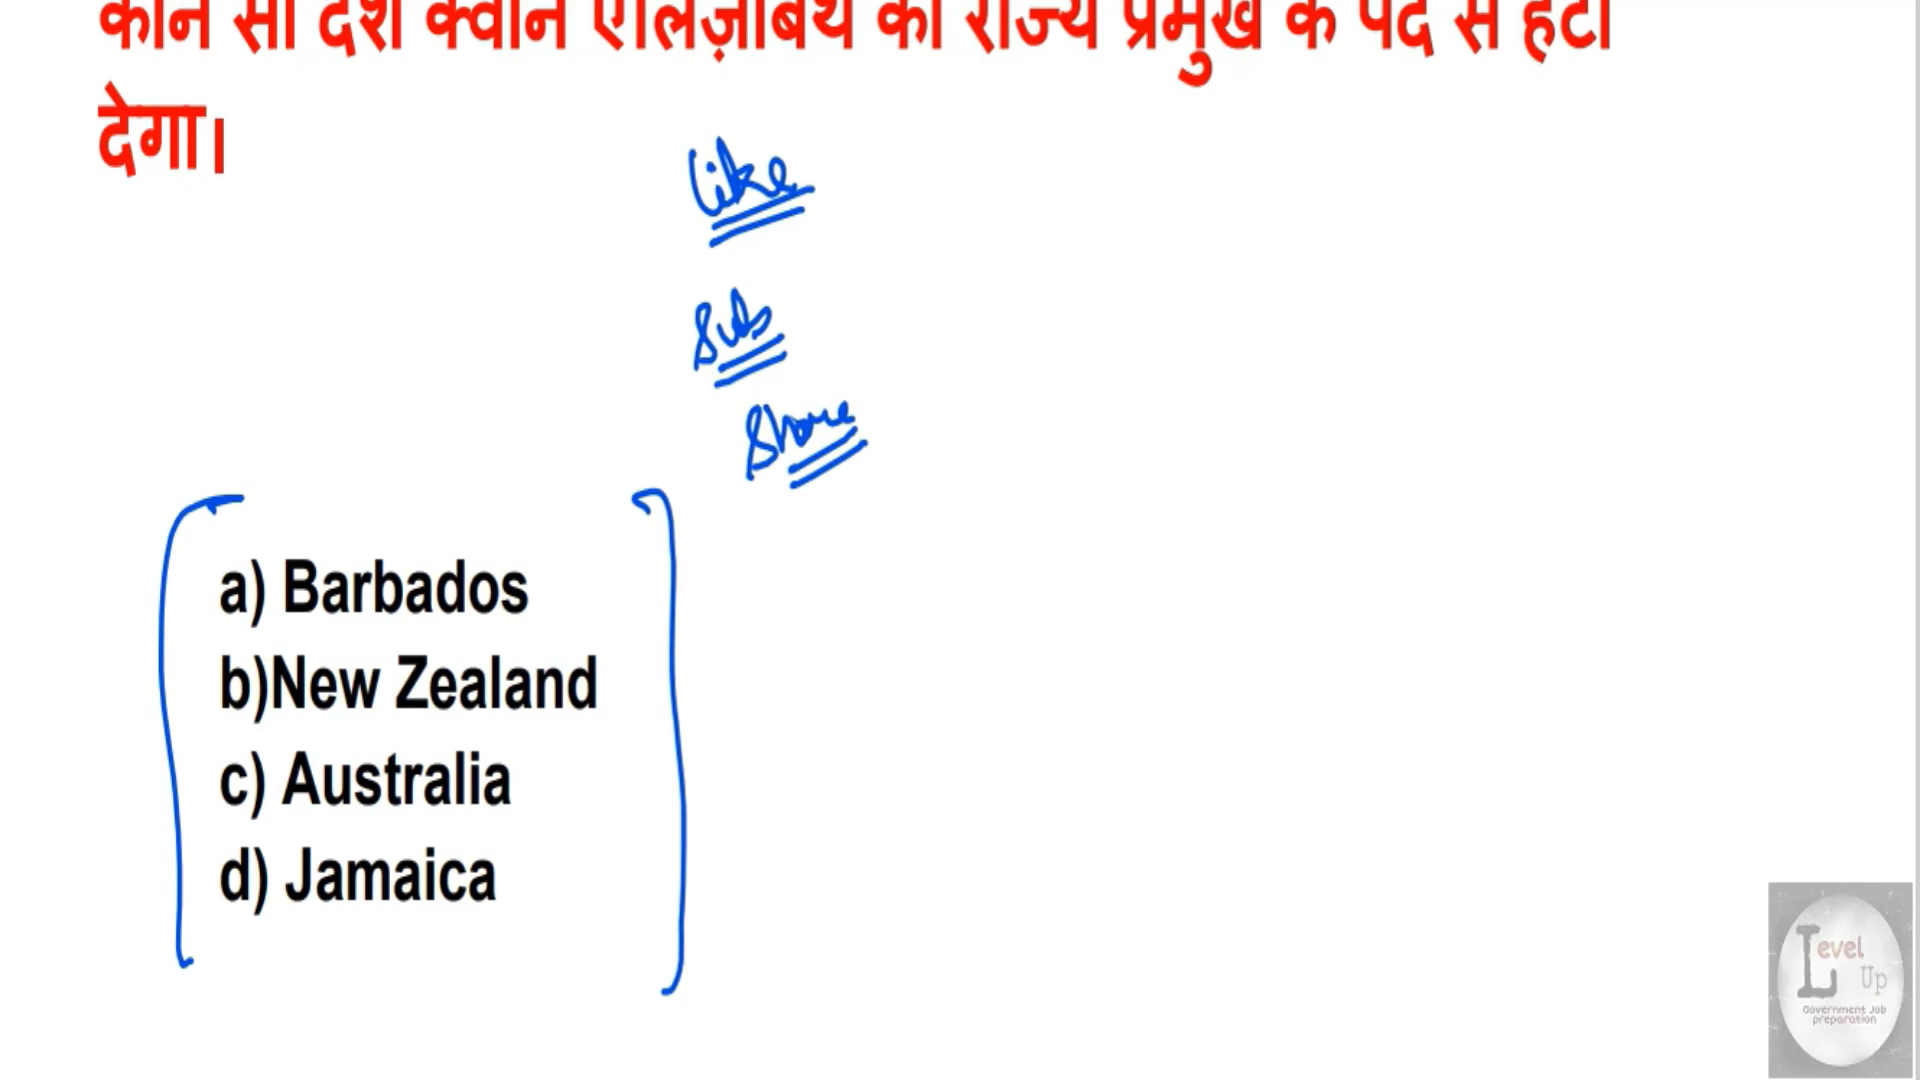 कौन सा देश क्वीन एलिज़ाबेथ को राज्य प्रमुख के पद से हटा
देगा।
Like
Sub
Share
a) Barbados
b)New Zealand
c) Australia
d) Jamaica
Level
Up
Government Job
preparation